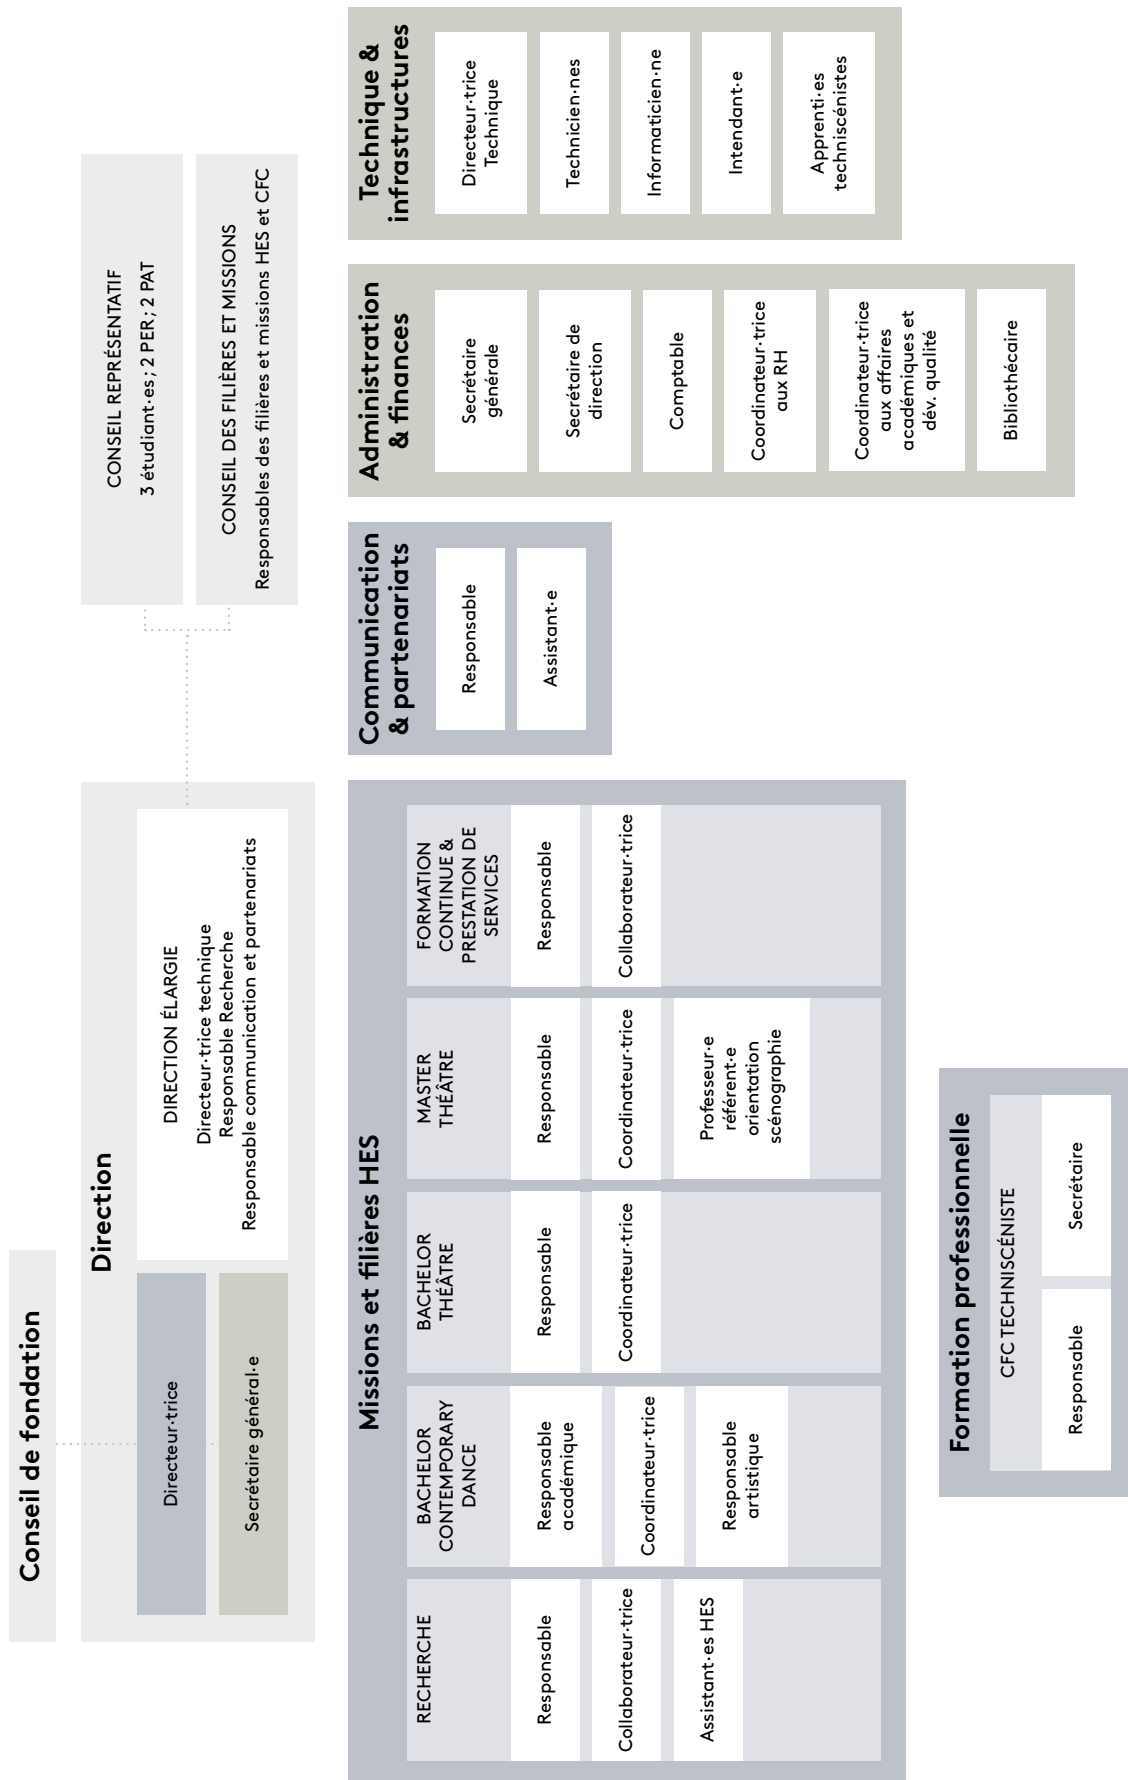 Conseil de fondation
Direction
Directeur·trice
Secrétaire général·e
DIRECTION ÉLARGIE
Directeur·trice technique
Responsable Recherche
Responsable communication et partenariats
CONSEIL REPRÉSENTATIF
3 étudiant·es ; 2 PER ; 2 PAT
CONSEIL DES FILIÈRES ET MISSIONS
Responsables des filières et missions HES et CFC
Missions et filières HES
RECHERCHE
Responsable
Collaborateur·trice
Assistant·es HES
BACHELOR
CONTEMPORARY
DANCE
Responsable
académique
Coordinateur·trice
Responsable
artistique
BACHELOR
THÉÂTRE
Responsable
Coordinateur·trice
MASTER
THÉÂTRE
Responsable
Coordinateur·trice
Professeur·e
référent·e
orientation
scénographie
FORMATION
CONTINUE &
PRESTATION DE
SERVICES
Responsable
Collaborateur·trice
Communication
& partenariats
Responsable
Assistant·e
Administration
& finances
Secrétaire
générale
Secrétaire de
direction
Comptable
Coordinateur·trice
aux RH
Coordinateur·trice
aux affaires
académiques et
dév. qualité
Bibliothécaire
Technique &
infrastructures
Directeur·trice
Technique
Technicien·nes
Informaticien·ne
Intendant·e
Apprenti·es
techniscénistes
Formation professionnelle
CFC TECHNISCÉNISTE
Responsable
Secrétaire